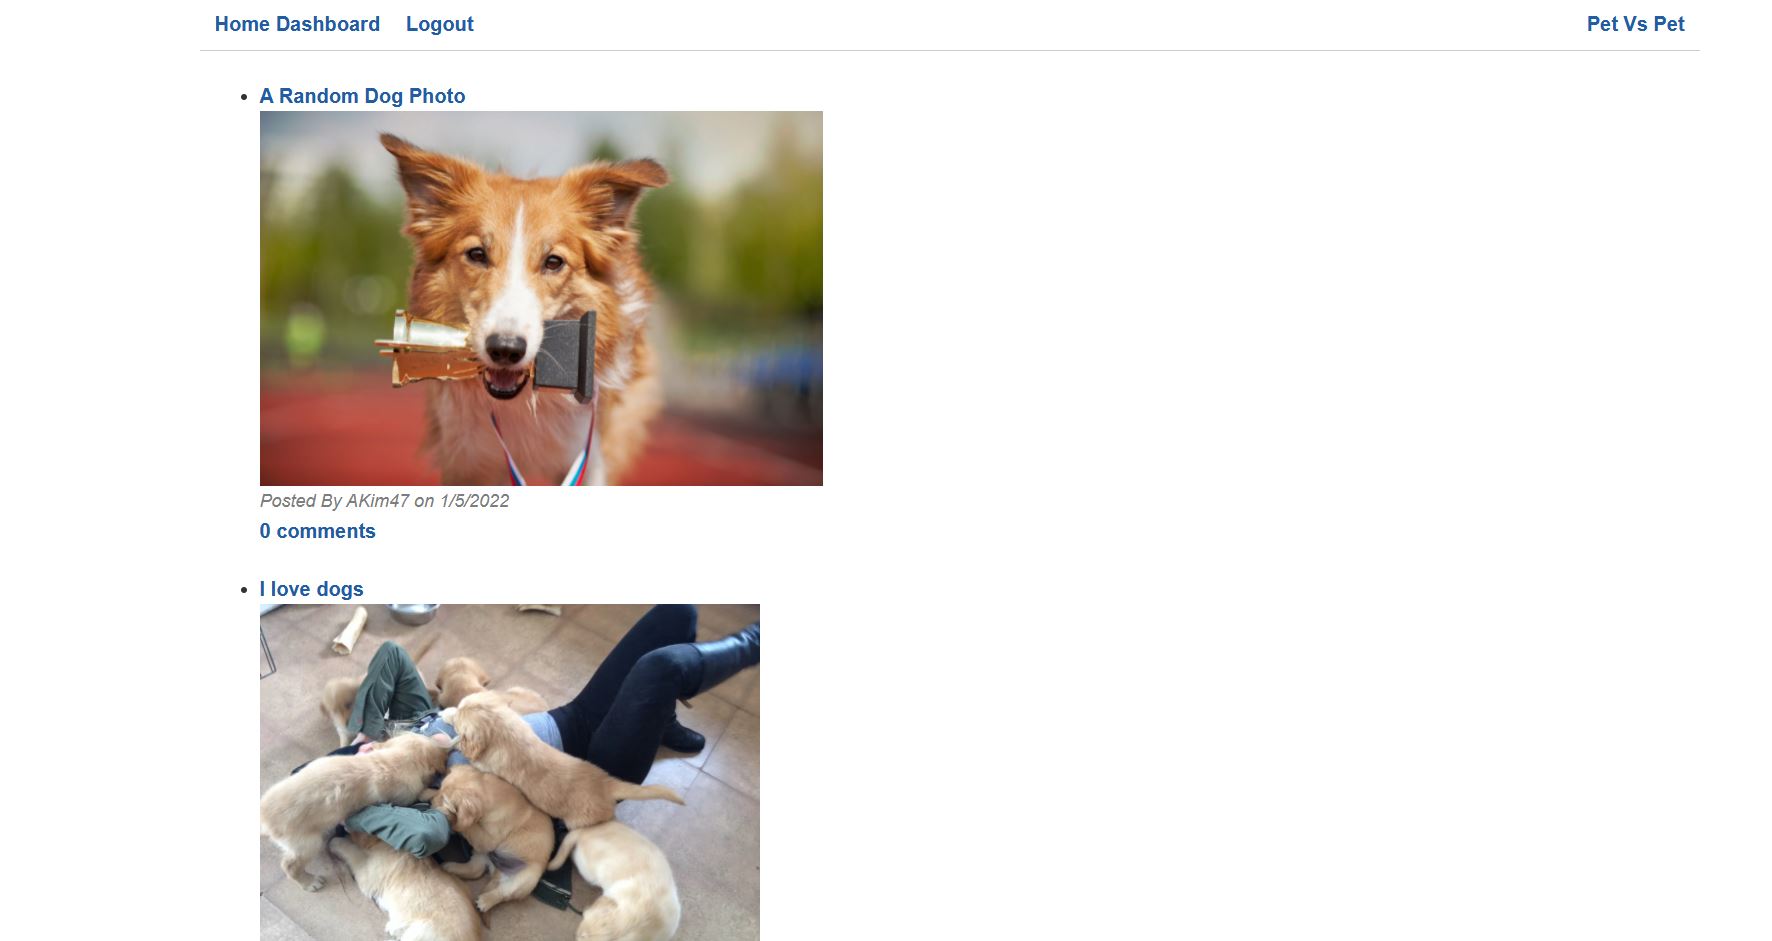 Home Dashboard Logout Pet Vs Pet
A Random Dog Photo
Posted By AKim47 on 1/5/2022
0 comments
I love dogs